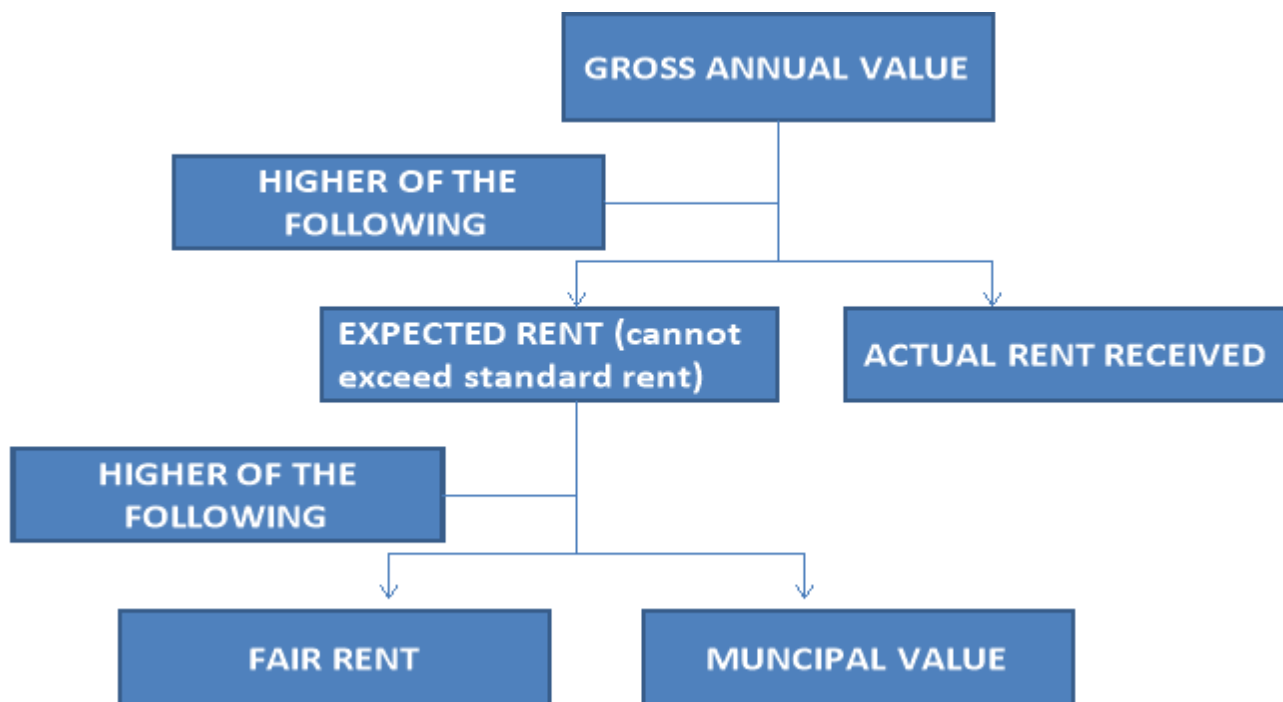 GROSS ANNUAL VALUE
HIGHER OF THE
FOLLOWING
EXPECTED RENT (cannot
exceed standard rent)
ACTUAL RENT RECEIVED
HIGHER OF THE
FOLLOWING
FAIR RENT
MUNCIPAL VALUE